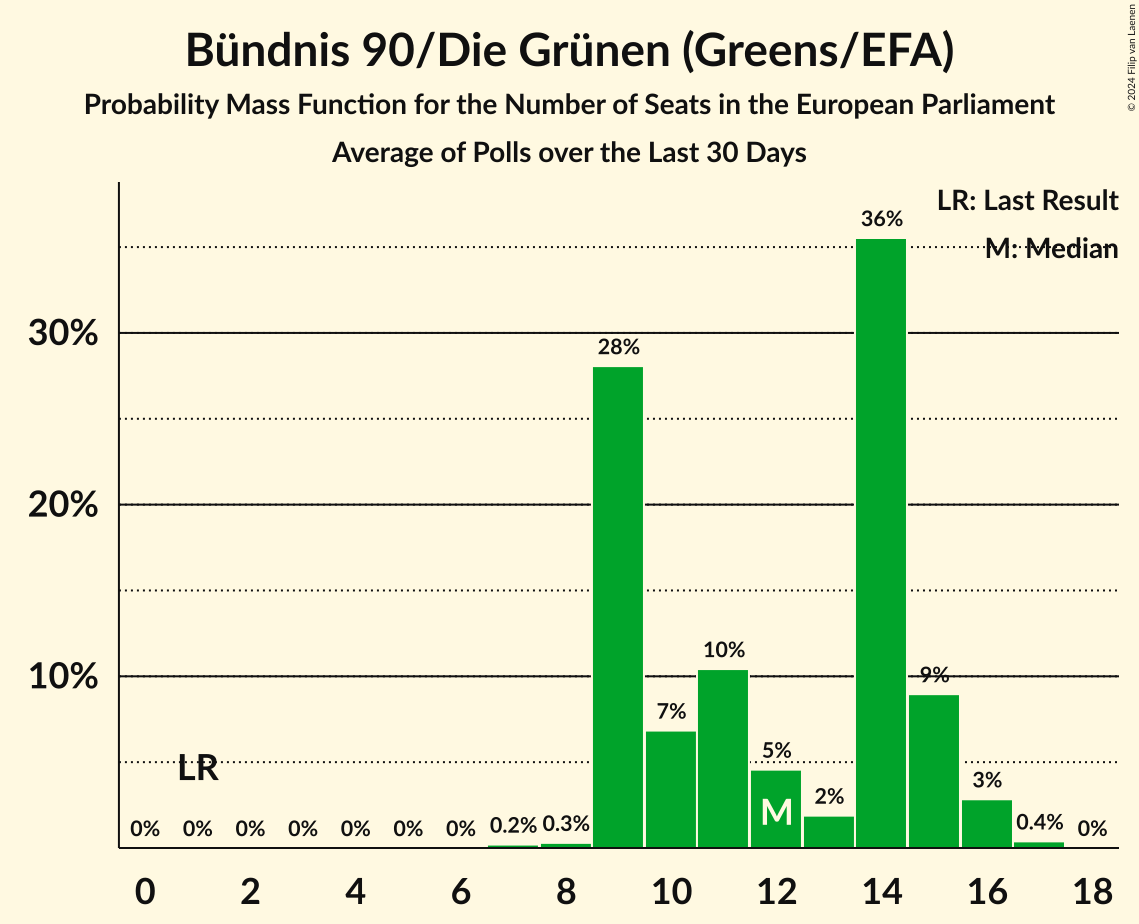 Bündnis 90/Die Grünen (Greens/EFA)
Probability Mass Function for the Number of Seats in the European Parliament
Average of Polls over the Last 30 Days
© 2024 Filip van Laenen
LR: Last Result
M: Median
30%
20%
10%
36%
28%
10%
9%
7%
5%
3%
2%
LR
M
0% 0% 0% 0% 0% 0% 0% 0.2% 0.3% 0.4% 0%
0 2 4 6 8 10 12 14 16 18